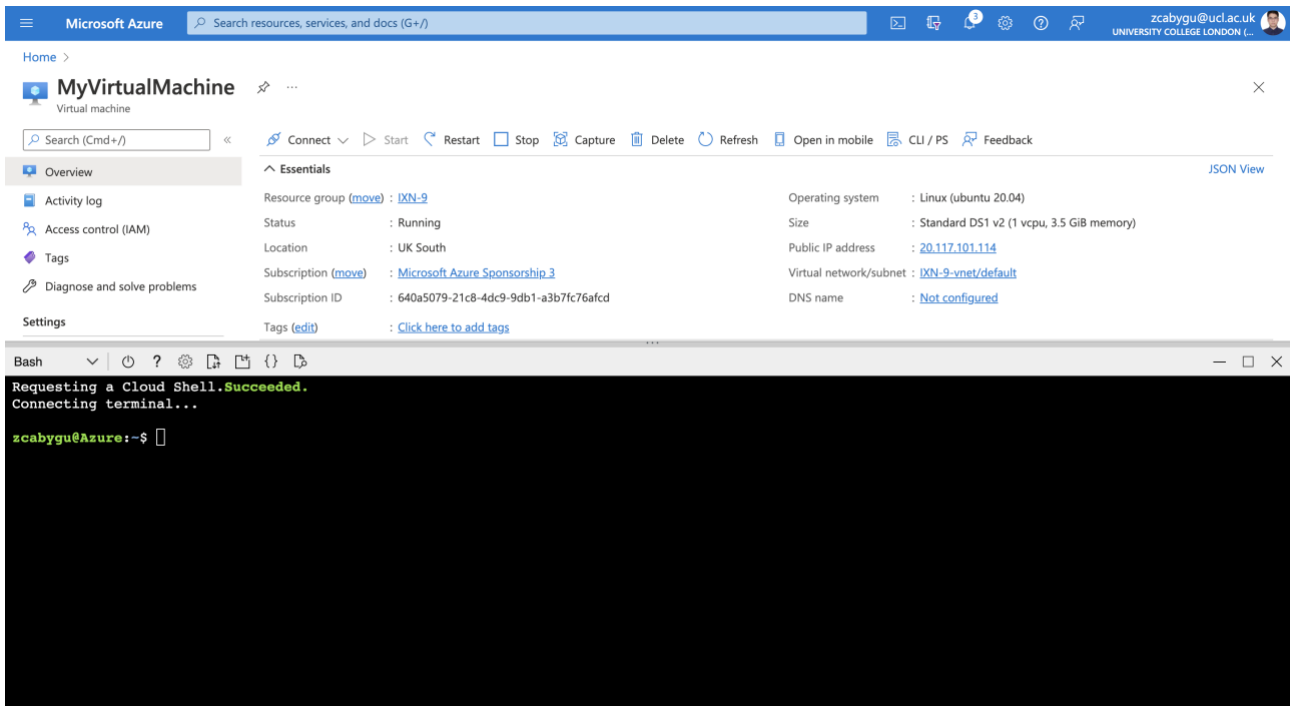 Microsoft Azure
Search resources, services, and docs (G+/)
3
zcabygu@ucl.ac.uk
UNIVERSITY COLLEGE LONDON (...
Home >
MyVirtualMachine
...
Virtual machine
Search (Cmd+/)
«
Connect
Start
Restart
Stop
Capture
Delete
Refresh
Open in mobile
CLI / PS
Feedback
Overview
Activity log
Access control (IAM)
Tags
Diagnose and solve problems
Settings
Essentials
JSON View
Resource group (move) : IXN-9
Status : Running
Location : UK South
Subscription (move) : Microsoft Azure Sponsorship 3
Subscription ID : 640a5079-21c8-4dc9-9db1-a3b7fc76afcd
Tags (edit) : Click here to add tags
Operating system : Linux (ubuntu 20.04)
Size : Standard DS1 v2 (1 vcpu, 3.5 GiB memory)
Public IP address : 20.117.101.114
Virtual network/subnet : IXN-9-vnet/default
DNS name : Not configured
Bash
?
{}
Requesting a Cloud Shell.Succeeded.
Connecting terminal...
zcabygu@Azure:~$